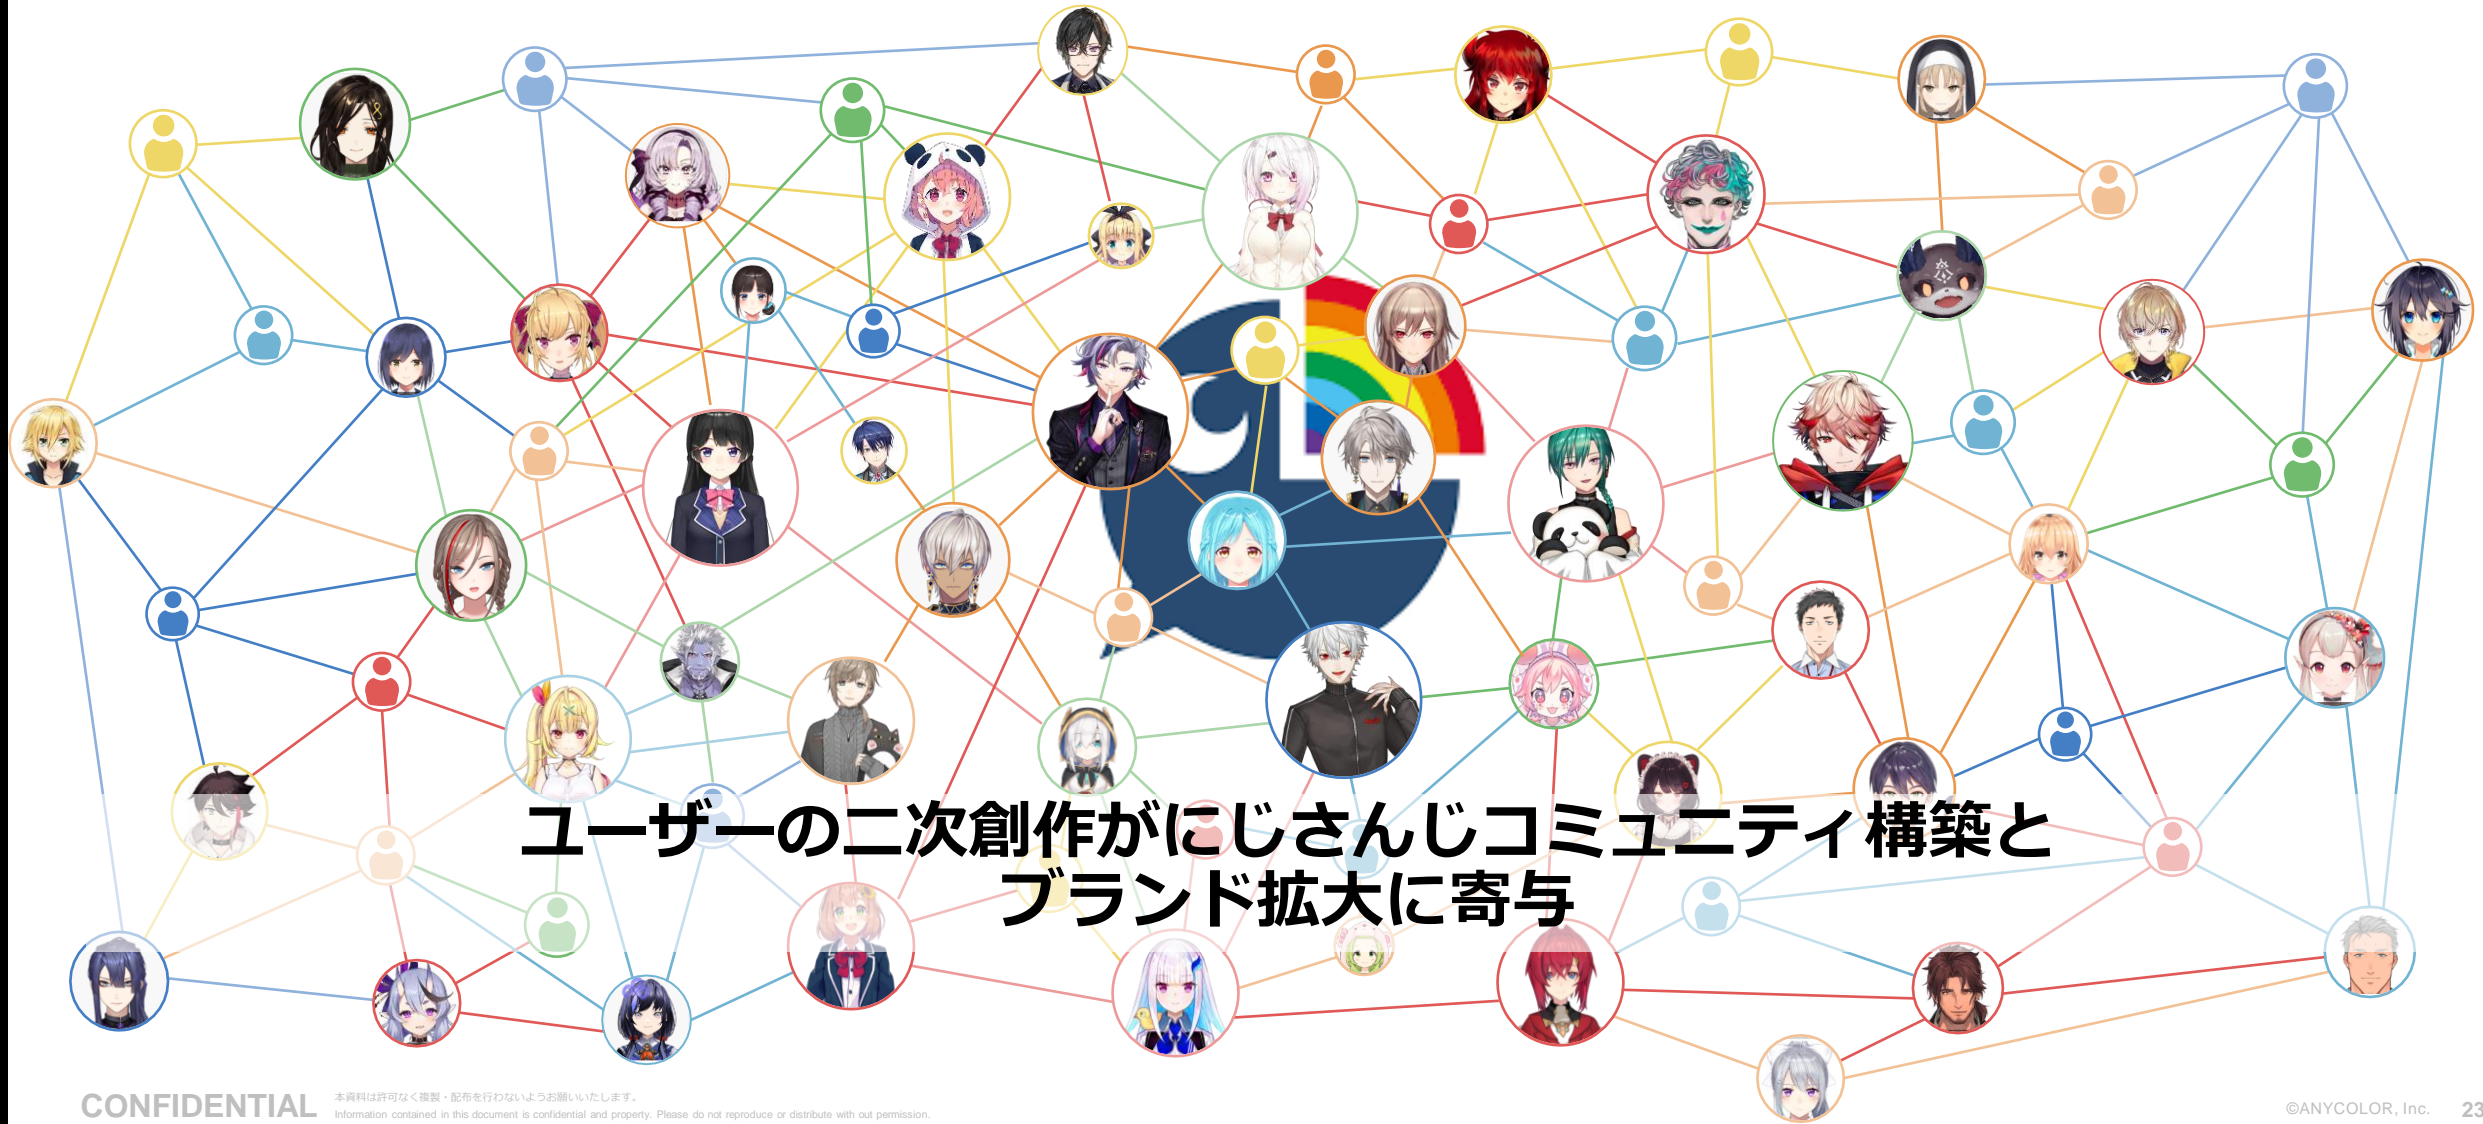 ユーザーの二次創作がにじさんじコミュニティ構築と
ブランド拡大に寄与
CONFIDENTIAL
本資料は許可なく複製・配布を行わないようお願いいたします。
Information contained in this document is confidential and property. Please do not reproduce or distribute with out permission.
©ANYCOLOR, Inc.
23